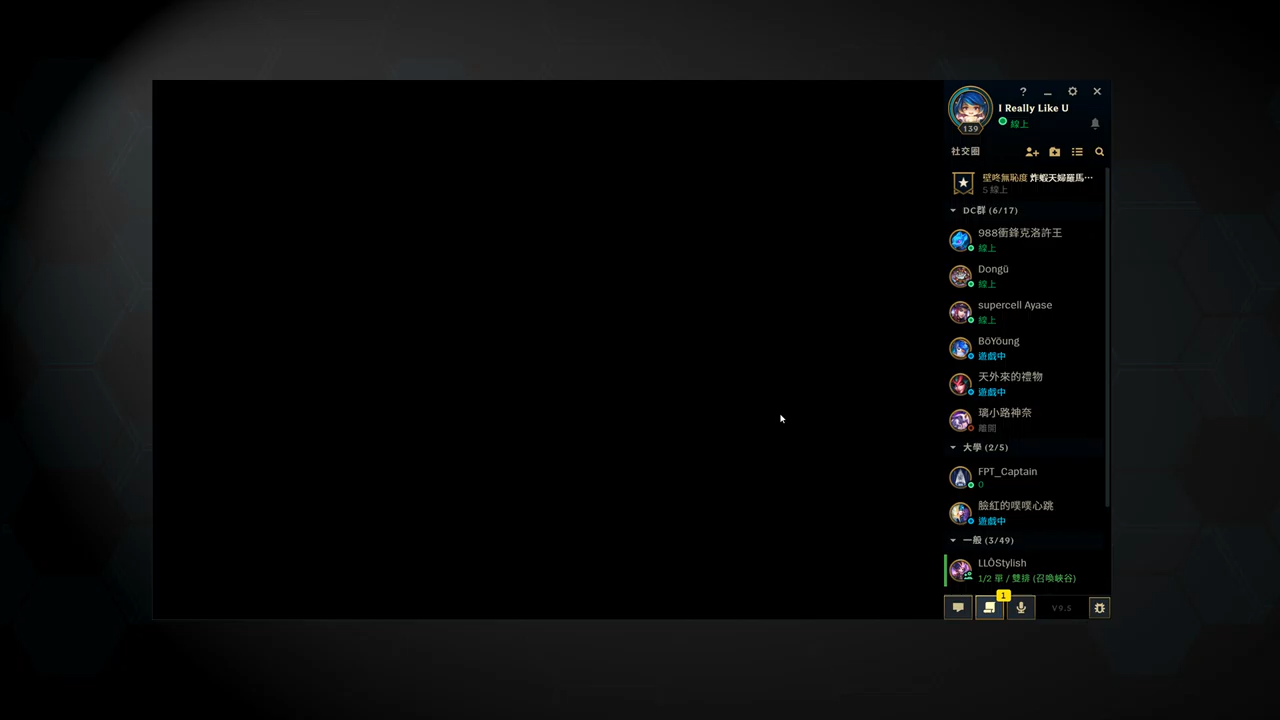 I Really Like U
線上
139
社交圈
壁咚無恥度 炸蝦天婦羅馬…
5 線上
DC群 (6/17)
988衝鋒克洛許王
線上
Dongü
線上
supercell Ayase
線上
BöYöung
遊戲中
天外來的禮物
遊戲中
璃小路神奈
離開
大學 (2/5)
FPT_Captain
0
臉紅的噗噗心跳
遊戲中
一般 (3/49)
LLÔStylish
1/2 單 / 雙排 (召喚峽谷)
1
V9.5